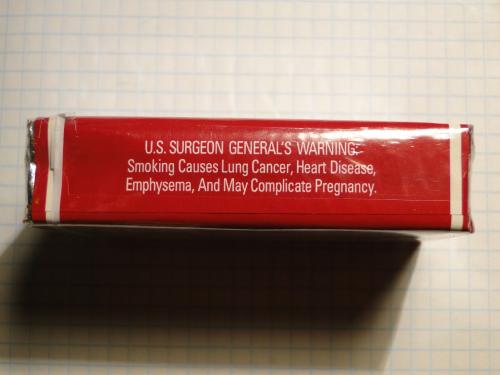 U.S. SURGEON GENERAL'S WARNING:
Smoking Causes Lung Cancer, Heart Disease,
Emphysema, And May Complicate Pregnancy.